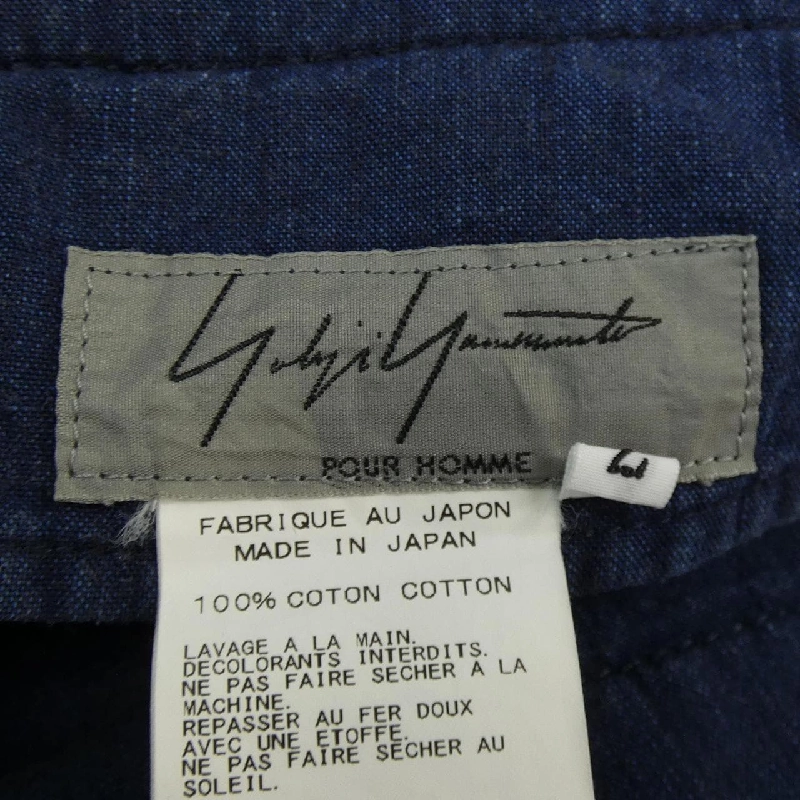 Yohji Yamamoto
POUR HOMME
FABRIQUE AU JAPON
MADE IN JAPAN
100% COTON COTTON
LAVAGE A LA MAIN.
DECOLORANTS INTERDITS.
NE PAS FAIRE SECHER A LA
MACHINE.
REPASSER AU FER DOUX
AVEC UNE ETOFFE.
NE PAS FAIRE SECHER AU
SOLEIL.